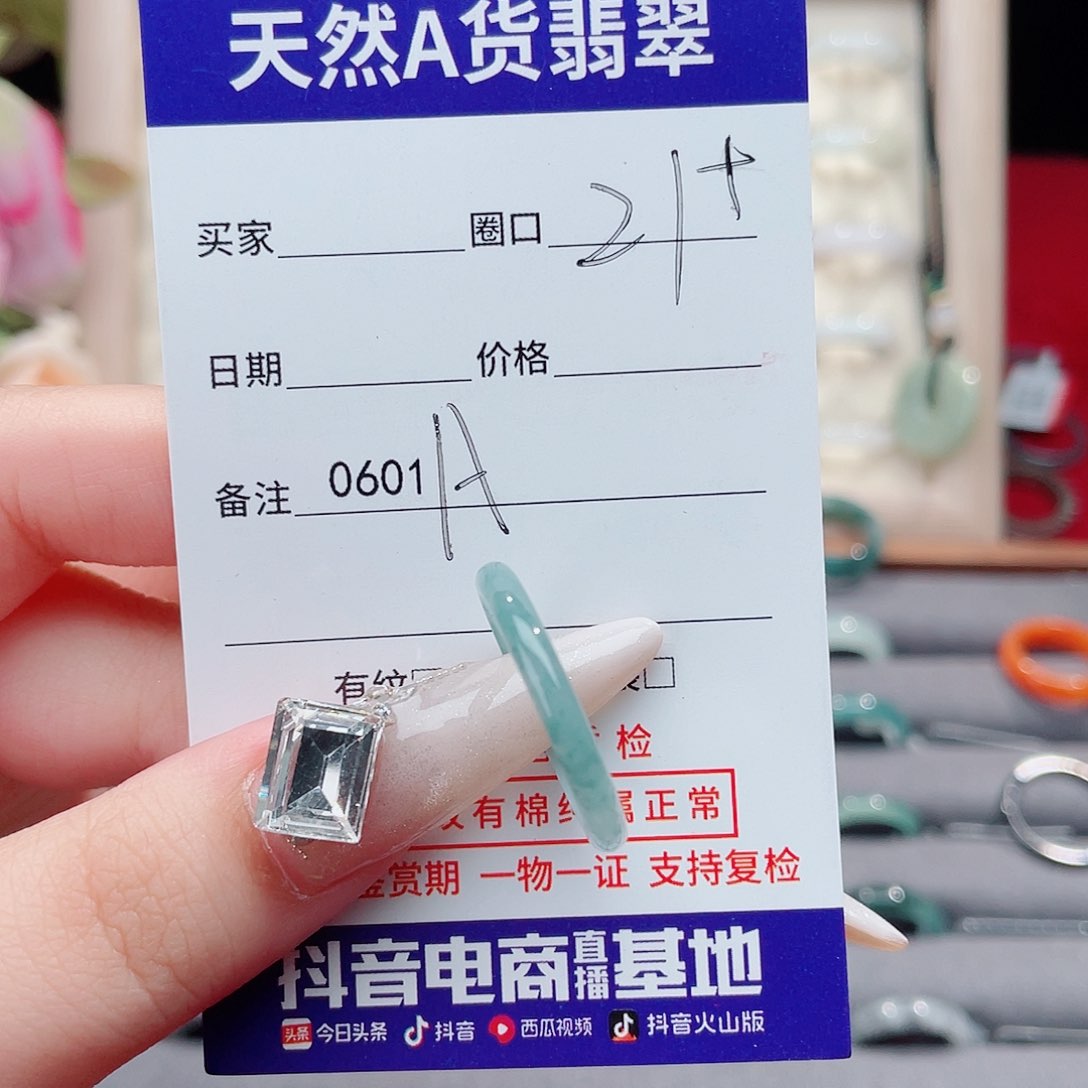 天然A货翡翠
买家 圈口 21+
日期 价格
备注 0601 A
有纹
检
有棉 属正常
鉴赏期 一物一证 支持复检
抖音电商直播基地
头条 今日头条 抖音 西瓜视频 抖音火山版